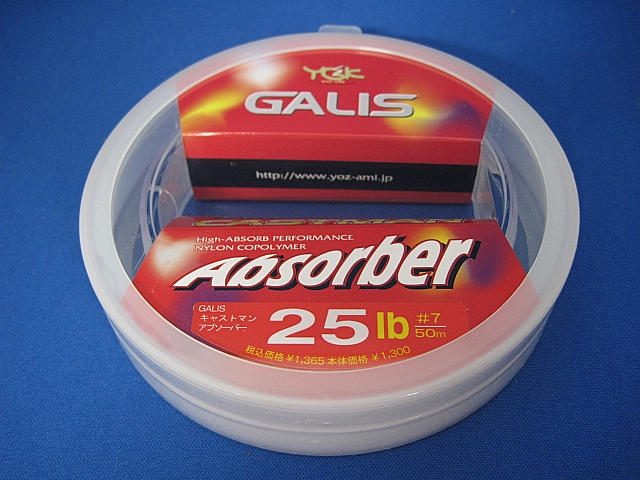 YGK
GALIS
http://www.yoz-ami.jp
CASTMAN
High-ABSORB PERFORMANCE
NYLON COPOLYMER
Absorber
GALIS
キャストマン
アブソーバー
25lb
#7
50m
税込価格 ¥1,365 本体価格 ¥1,300